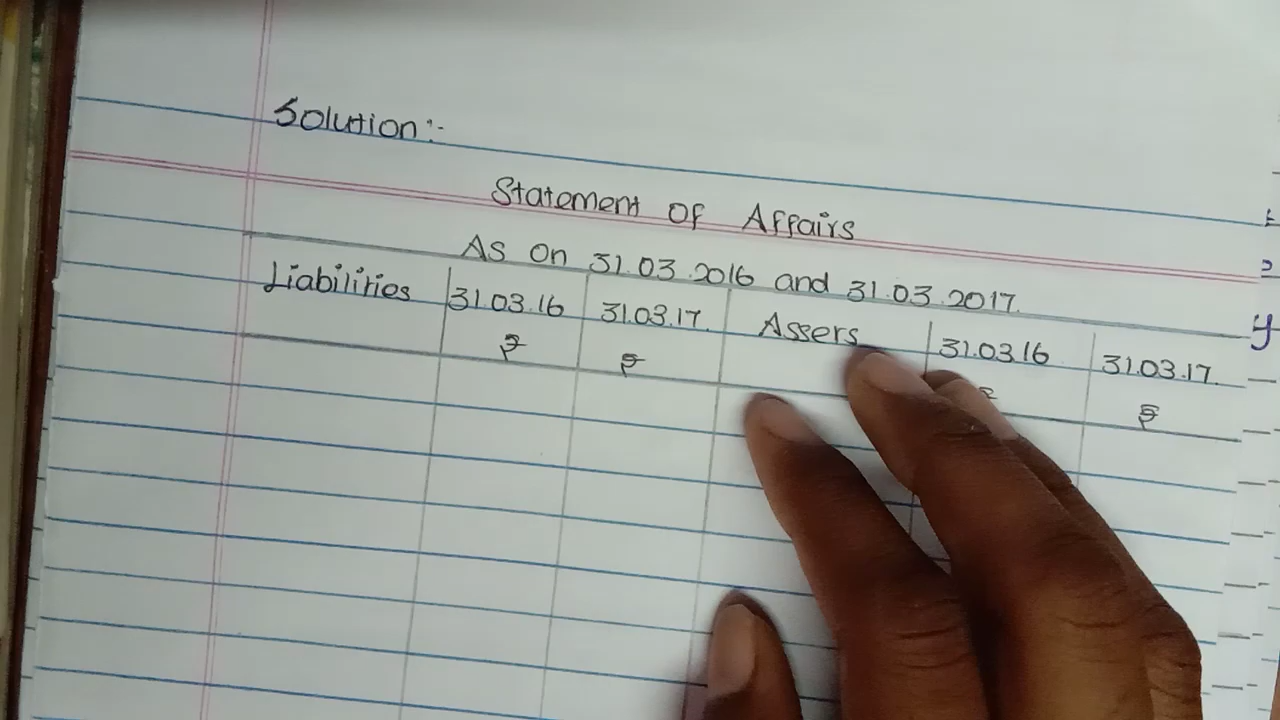 Solution:-
Statement of Affairs
As on 31.03.2016 and 31.03.2017.
Liabilities 31.03.16 31.03.17. Assers 31.03.16 31.03.17.
₹ ₹ ₹ ₹